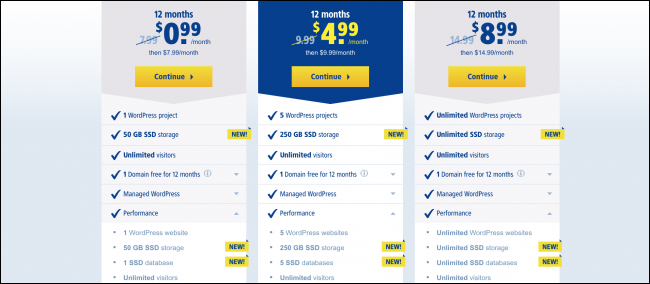 12 months
7.99 $0.99 /month
then $7.99/month
Continue
1 WordPress project
50 GB SSD storage NEW!
Unlimited visitors
1 Domain free for 12 months i
Managed WordPress
Performance
1 WordPress website
50 GB SSD storage NEW!
1 SSD database NEW!
Unlimited visitors
12 months
9.99 $4.99 /month
then $9.99/month
Continue
5 WordPress projects
250 GB SSD storage NEW!
Unlimited visitors
1 Domain free for 12 months
Managed WordPress
Performance
5 WordPress websites
250 GB SSD storage NEW!
5 SSD databases NEW!
Unlimited visitors
12 months
14.99 $8.99 /month
then $14.99/month
Continue
Unlimited WordPress projects
Unlimited SSD storage NEW!
Unlimited visitors
1 Domain free for 12 months i
Managed WordPress
Performance
Unlimited WordPress websites
Unlimited SSD storage NEW!
Unlimited SSD databases NEW!
Unlimited visitors